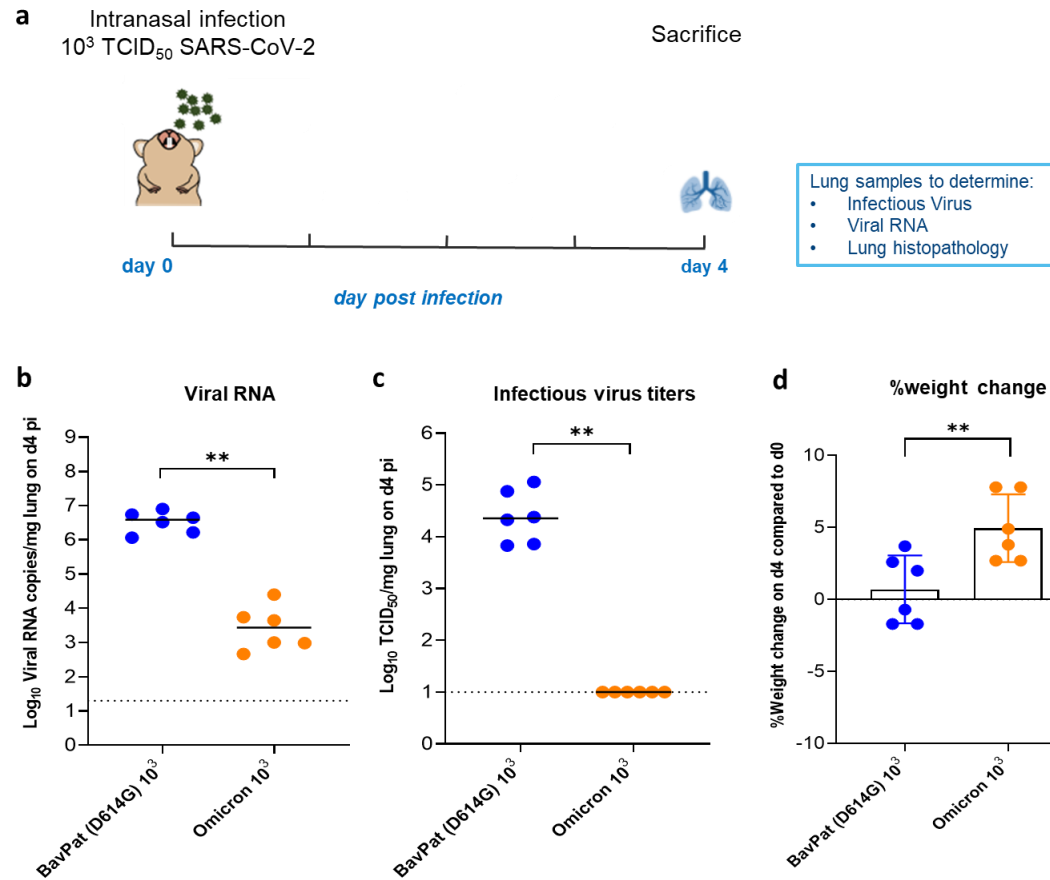 a
Intranasal infection
10³ TCID₅₀ SARS-CoV-2
Sacrifice
Lung samples to determine:
• Infectious Virus
• Viral RNA
• Lung histopathology
day 0
day 4
day post infection
b
Viral RNA
Log₁₀ Viral RNA copies/mg lung on d4 pi
9
8
7
6
5
4
3
2
1
0
**
BavPat (D614G) 10³
Omicron 10³
c
Infectious virus titers
Log₁₀ TCID₅₀/mg lung on d4 pi
6
5
4
3
2
1
0
**
BavPat (D614G) 10³
Omicron 10³
d
%weight change
%Weight change on d4 compared to d0
10
5
0
-5
-10
**
BavPat (D614G) 10³
Omicron 10³